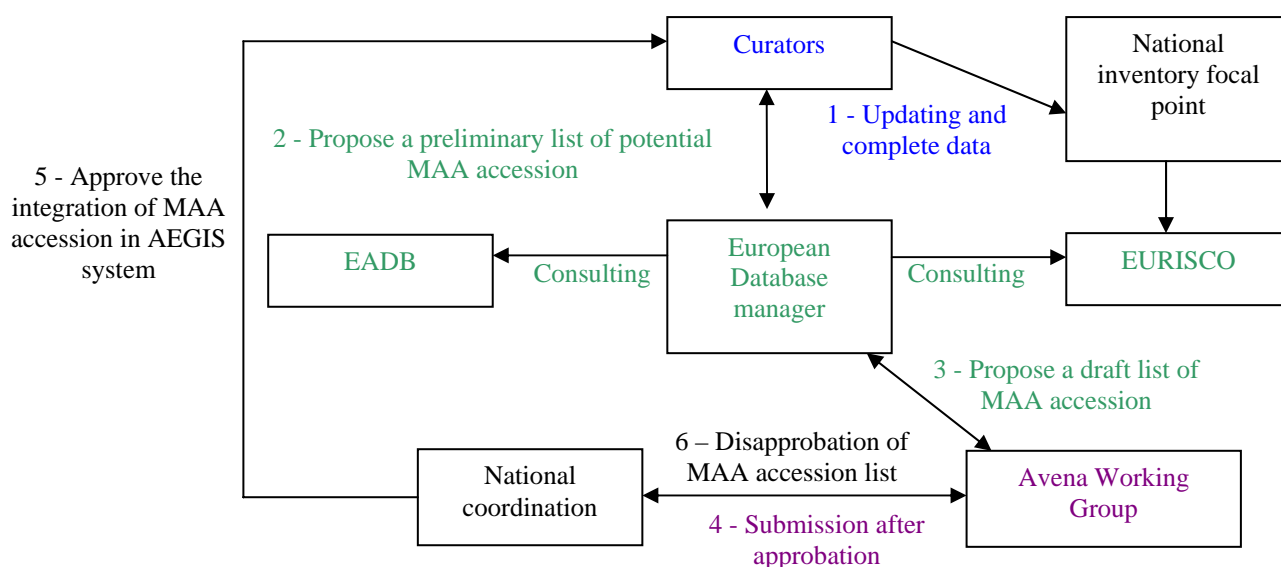 Curators
National
inventory focal
point
1 - Updating and
complete data
2 - Propose a preliminary list of potential
MAA accession
5 - Approve the
integration of MAA
accession in AEGIS
system
EADB
Consulting
European
Database
manager
Consulting
EURISCO
3 - Propose a draft list of
MAA accession
6 – Disapprobation of
MAA accession list
National
coordination
Avena Working
Group
4 - Submission after
approbation